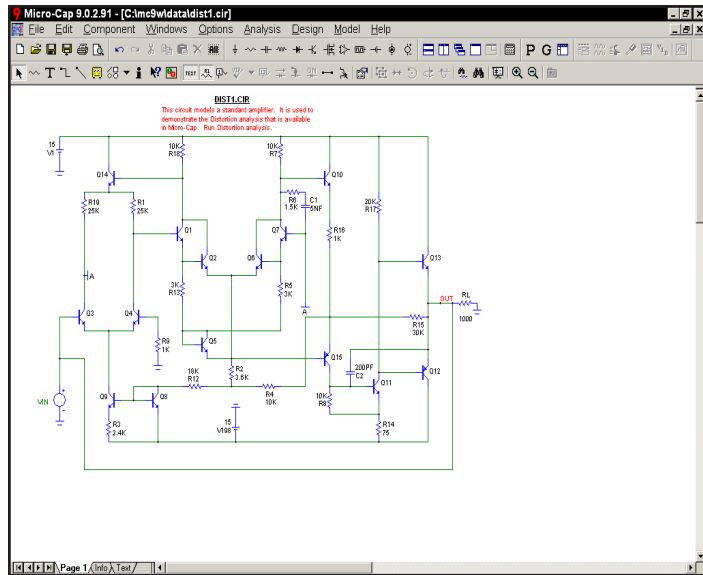 Micro-Cap 9.0.2.91 - [C:\mc9w\data\dist1.cir]
File Edit Component Windows Options Analysis Design Model Help
P G
T TEXT
DIST1.CIR
This circuit models a standard amplifier. It is used to
demonstrate the Distortion analysis that is available
in Micro-Cap. Run Distortion analysis.
15
V1
10K
R18
10K
R7
Q14
Q10
R19
25K
R1
25K
R6
1.5K
C1
5NF
20K
R17
Q1
Q7
R16
1K
Q2
Q6
Q13
A
3K
R13
R5
3K
OUT
RL
1000
A
Q3
Q4
R15
30K
R9
1K
Q5
Q15
200PF
C2
Q12
R2
3.6K
18K
R12
R4
10K
Q11
VIN
Q9
Q8
10K
R8
R3
2.4K
15
V198
R14
75
Page 1 Info Text